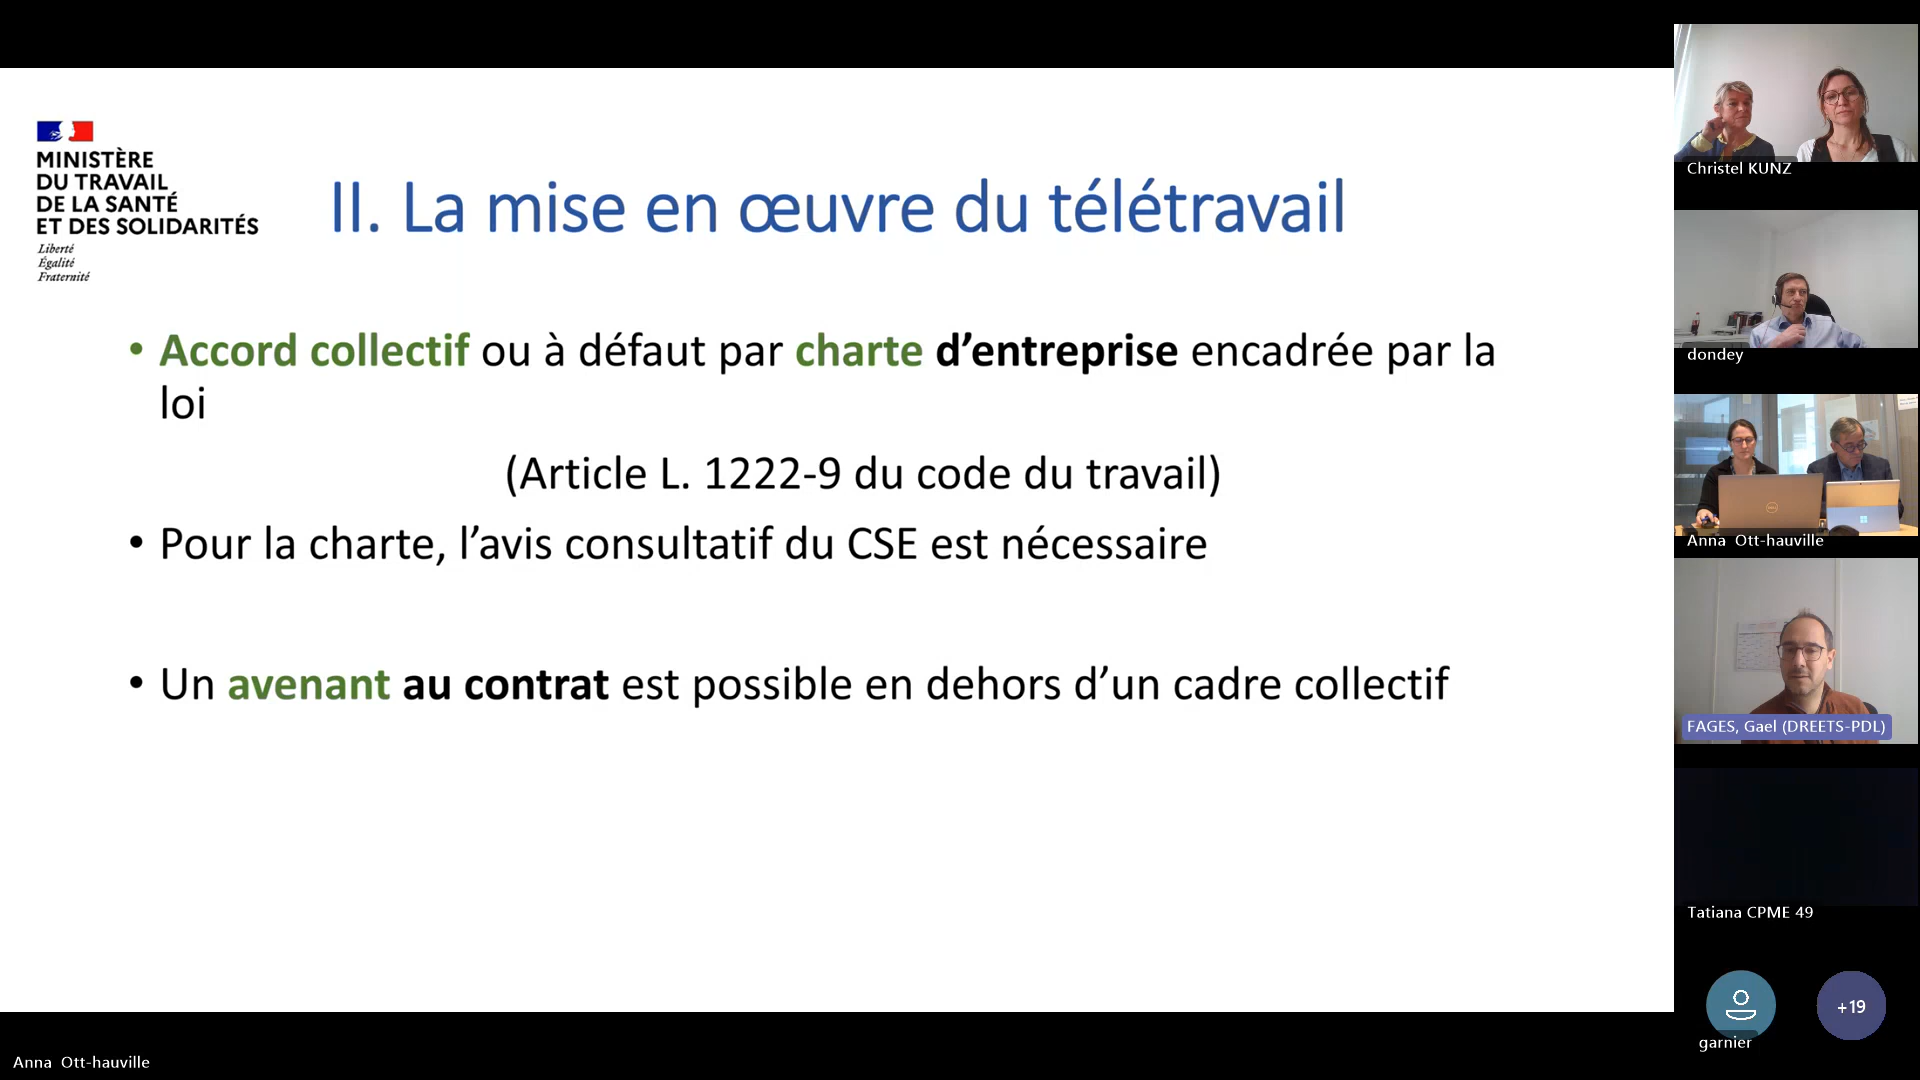 MINISTÈRE
DU TRAVAIL
DE LA SANTÉ
ET DES SOLIDARITÉS
Liberté
Égalité
Fraternité
II. La mise en œuvre du télétravail
• Accord collectif ou à défaut par charte d’entreprise encadrée par la
loi
(Article L. 1222-9 du code du travail)
• Pour la charte, l’avis consultatif du CSE est nécessaire
• Un avenant au contrat est possible en dehors d’un cadre collectif
Christel KUNZ
dondey
Anna Ott-hauville
FAGES, Gael (DREETS-PDL)
Tatiana CPME 49
+19
garnier
Anna Ott-hauville